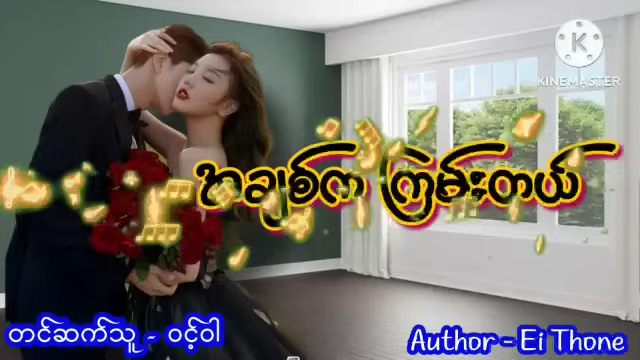 KINEMASTER
အချစ်က ကြမ်းတယ်
တင်ဆက်သူ - ဝင့်ဝါ
Author - Ei Thone